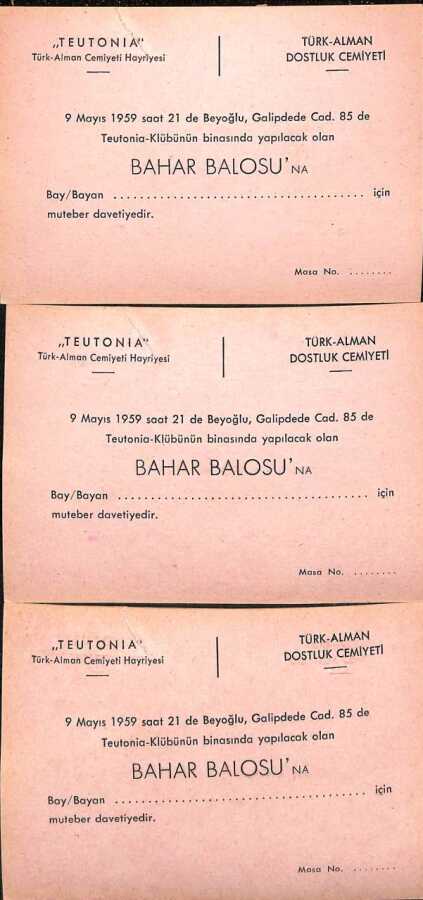 „TEUTONIA"
Türk-Alman Cemiyeti Hayriyesi
TÜRK-ALMAN
DOSTLUK CEMİYETİ
9 Mayıs 1959 saat 21 de Beyoğlu, Galipdede Cad. 85 de
Teutonia-Klübünün binasında yapılacak olan
BAHAR BALOSU'NA
Bay/Bayan ...................................... için
muteber davetiyedir.
Masa No. ........
„TEUTONIA"
Türk-Alman Cemiyeti Hayriyesi
TÜRK-ALMAN
DOSTLUK CEMİYETİ
9 Mayıs 1959 saat 21 de Beyoğlu, Galipdede Cad. 85 de
Teutonia-Klübünün binasında yapılacak olan
BAHAR BALOSU'NA
Bay/Bayan ...................................... için
muteber davetiyedir.
Masa No. ........
„TEUTONIA"
Türk-Alman Cemiyeti Hayriyesi
TÜRK-ALMAN
DOSTLUK CEMİYETİ
9 Mayıs 1959 saat 21 de Beyoğlu, Galipdede Cad. 85 de
Teutonia-Klübünün binasında yapılacak olan
BAHAR BALOSU'NA
Bay/Bayan ...................................... için
muteber davetiyedir.
Masa No. ........